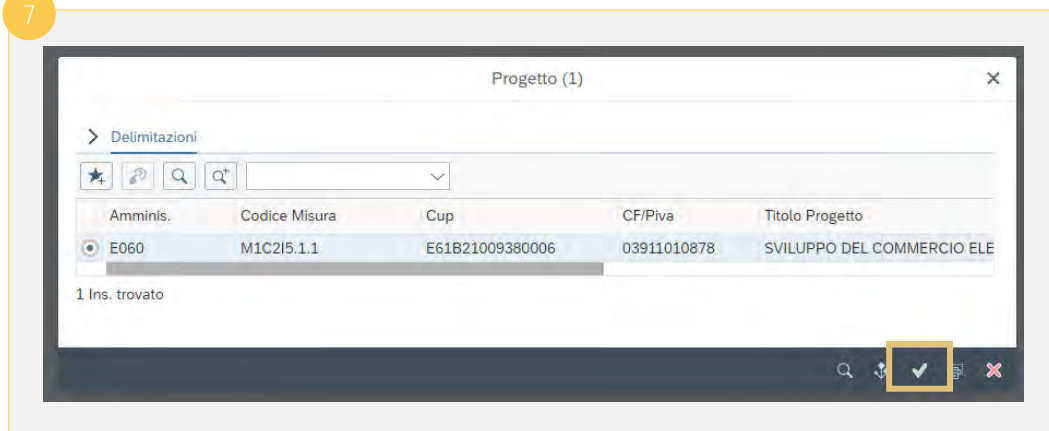 7
Progetto (1)
Delimitazioni
Amminis. Codice Misura Cup CF/Piva Titolo Progetto
E060 M1C2I5.1.1 E61B21009380006 03911010878 SVILUPPO DEL COMMERCIO ELE
1 Ins. trovato